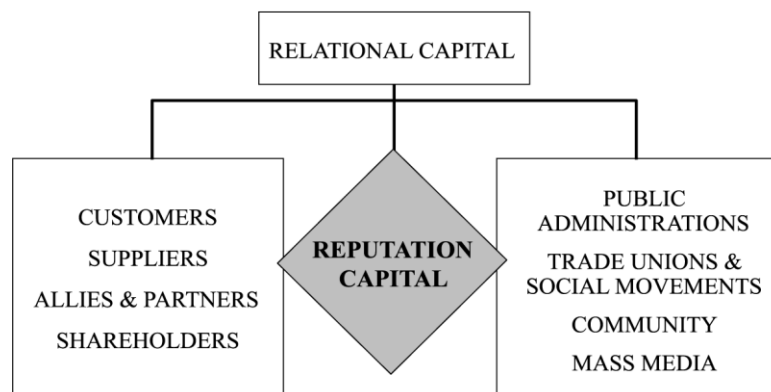 RELATIONAL CAPITAL
CUSTOMERS
SUPPLIERS
ALLIES & PARTNERS
SHAREHOLDERS
REPUTATION
CAPITAL
PUBLIC
ADMINISTRATIONS
TRADE UNIONS &
SOCIAL MOVEMENTS
COMMUNITY
MASS MEDIA